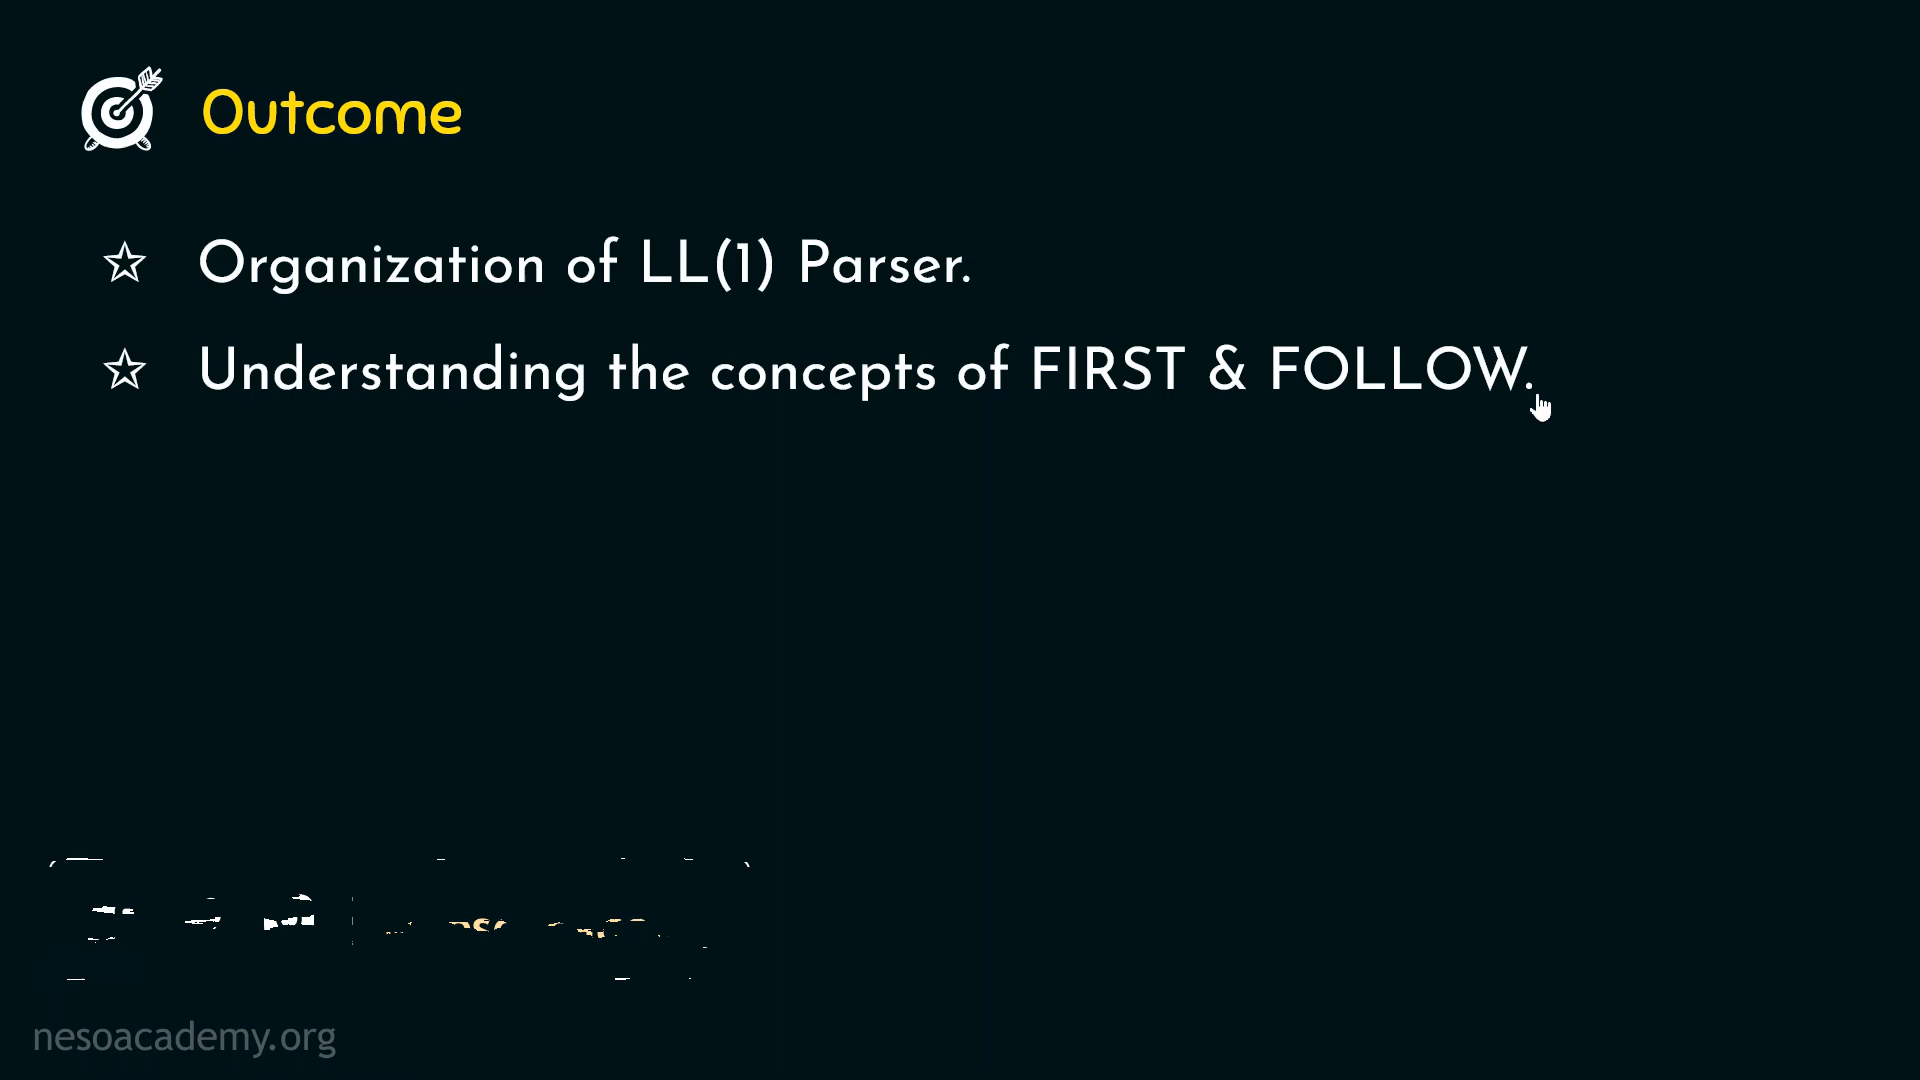 Outcome
☆ Organization of LL(1) Parser.
☆ Understanding the concepts of FIRST & FOLLOW.
nesoacademy.org